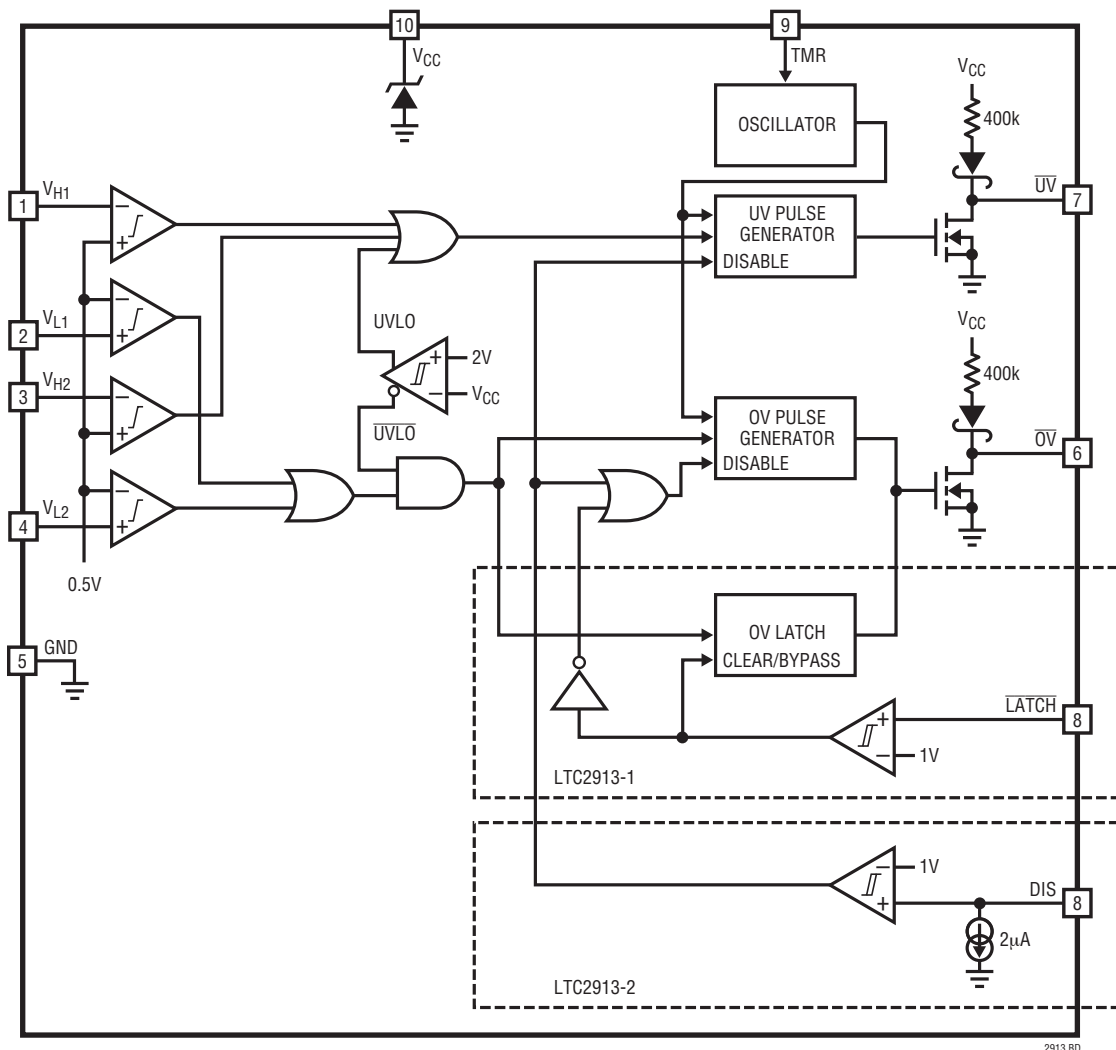 10
9
VCC
TMR
VCC
OSCILLATOR
400k
VH1
1
−
+
UV PULSE
GENERATOR
DISABLE
UV
7
VL1
2
−
+
UVLO
+
2V
−
VCC
UVLO
VCC
400k
VH2
3
−
+
OV PULSE
GENERATOR
DISABLE
OV
6
VL2
4
−
+
0.5V
OV LATCH
CLEAR/BYPASS
GND
5
LATCH
8
+
−
1V
LTC2913-1
−
1V
+
DIS
8
2µA
LTC2913-2
2913 BD